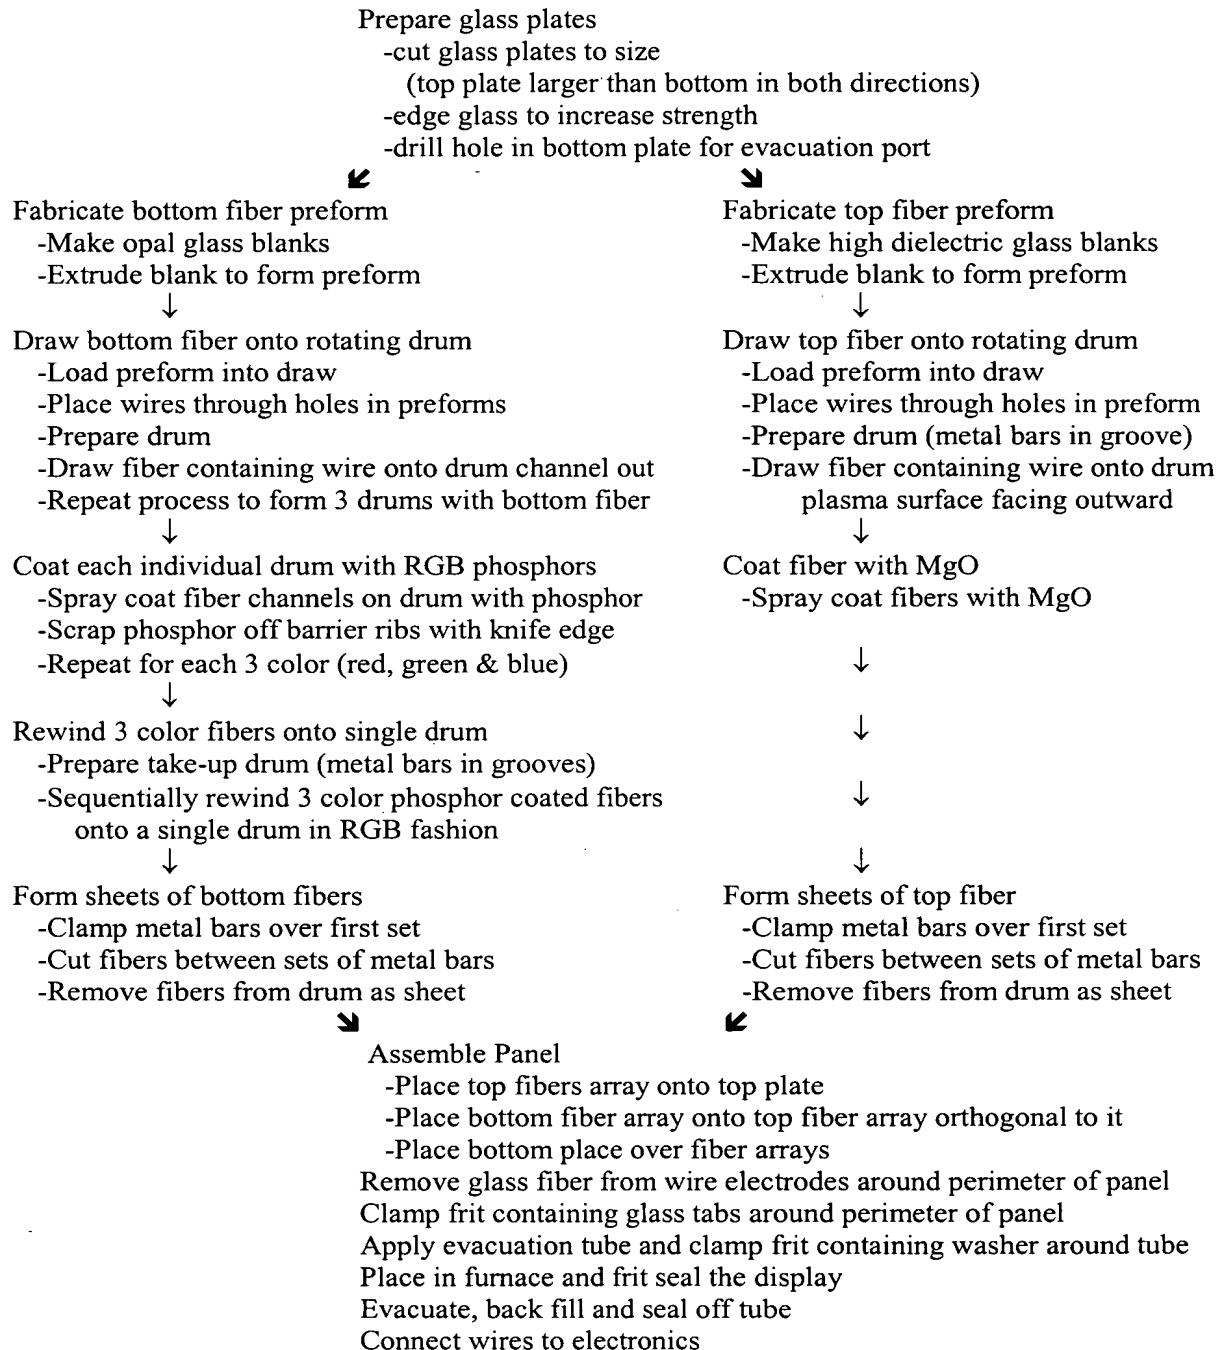 Prepare glass plates
-cut glass plates to size
(top plate larger than bottom in both directions)
-edge glass to increase strength
-drill hole in bottom plate for evacuation port
Fabricate bottom fiber preform
-Make opal glass blanks
-Extrude blank to form preform
Draw bottom fiber onto rotating drum
-Load preform into draw
-Place wires through holes in preforms
-Prepare drum
-Draw fiber containing wire onto drum channel out
-Repeat process to form 3 drums with bottom fiber
Coat each individual drum with RGB phosphors
-Spray coat fiber channels on drum with phosphor
-Scrap phosphor off barrier ribs with knife edge
-Repeat for each 3 color (red, green & blue)
Rewind 3 color fibers onto single drum
-Prepare take-up drum (metal bars in grooves)
-Sequentially rewind 3 color phosphor coated fibers
onto a single drum in RGB fashion
Form sheets of bottom fibers
-Clamp metal bars over first set
-Cut fibers between sets of metal bars
-Remove fibers from drum as sheet
Fabricate top fiber preform
-Make high dielectric glass blanks
-Extrude blank to form preform
Draw top fiber onto rotating drum
-Load preform into draw
-Place wires through holes in preform
-Prepare drum (metal bars in groove)
-Draw fiber containing wire onto drum
plasma surface facing outward
Coat fiber with MgO
-Spray coat fibers with MgO
Form sheets of top fiber
-Clamp metal bars over first set
-Cut fibers between sets of metal bars
-Remove fibers from drum as sheet
Assemble Panel
-Place top fibers array onto top plate
-Place bottom fiber array onto top fiber array orthogonal to it
-Place bottom place over fiber arrays
Remove glass fiber from wire electrodes around perimeter of panel
Clamp frit containing glass tabs around perimeter of panel
Apply evacuation tube and clamp frit containing washer around tube
Place in furnace and frit seal the display
Evacuate, back fill and seal off tube
Connect wires to electronics